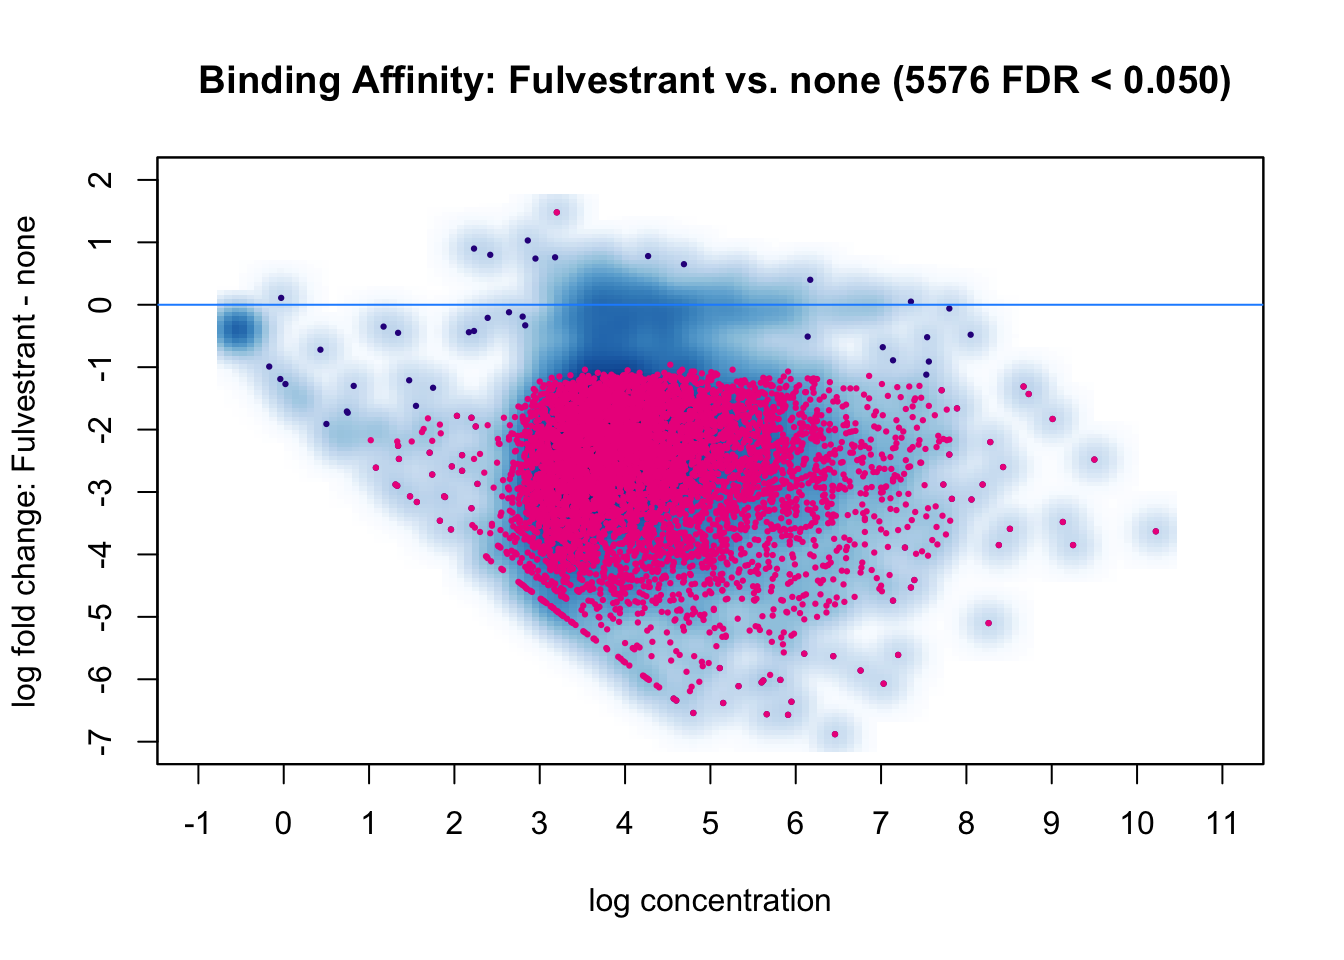 Binding Affinity: Fulvestrant vs. none (5576 FDR < 0.050)
log fold change: Fulvestrant - none
2
1
0
-1
-2
-3
-4
-5
-6
-7
-1 0 1 2 3 4 5 6 7 8 9 10 11
log concentration